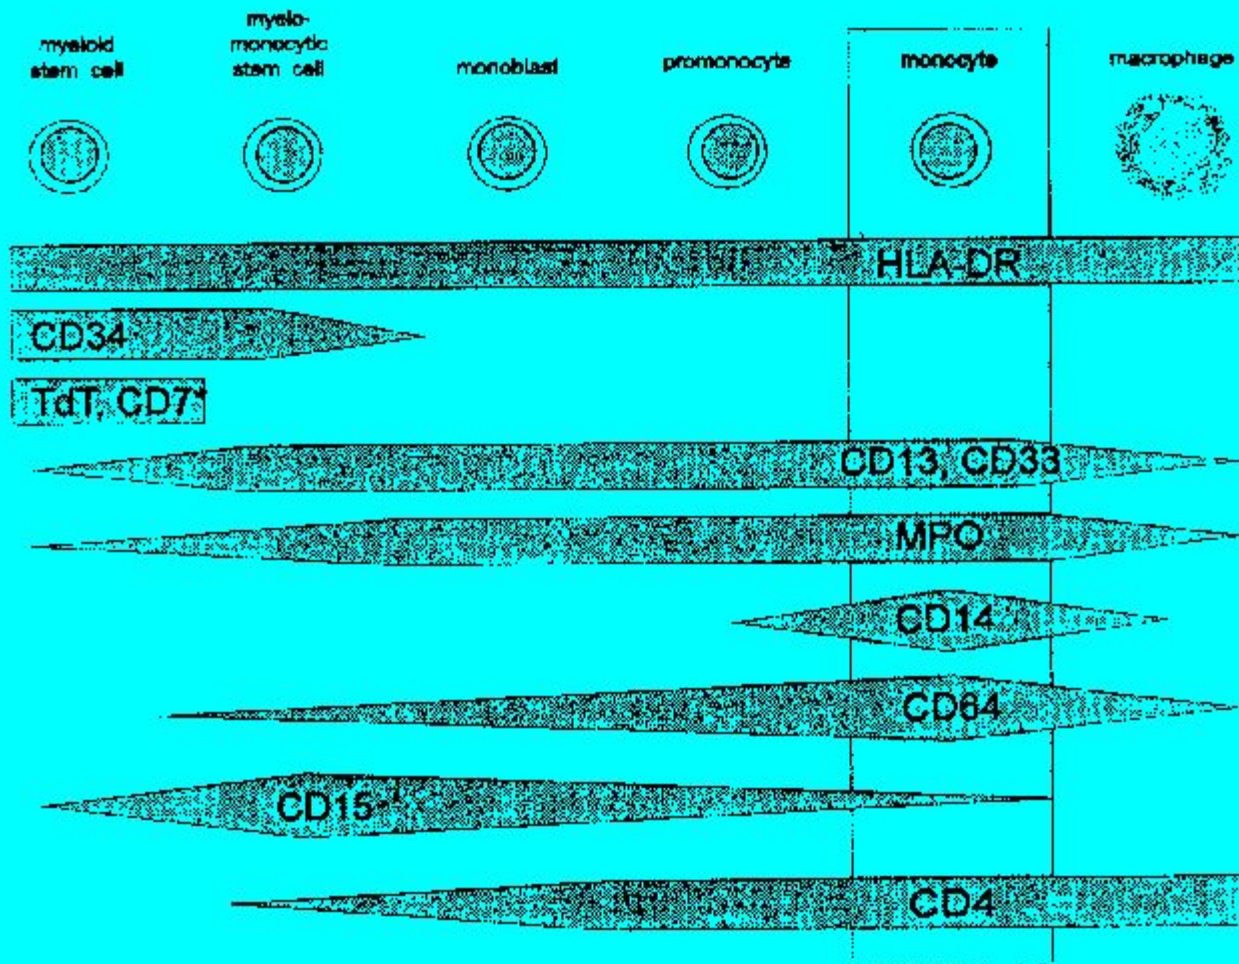 myeloid
stem cell
myelo-
monocytic
stem cell
monoblast
promonocyte
monocyte
macrophage
HLA-DR
CD34
TdT, CD7*
CD13, CD33
MPO
CD14
CD64
CD15
CD4